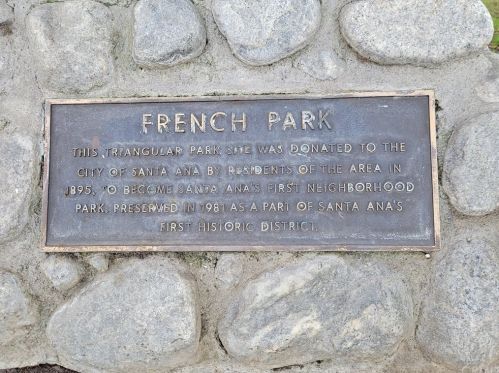 FRENCH PARK
THIS TRIANGULAR PARK SITE WAS DONATED TO THE
CITY OF SANTA ANA BY RESIDENTS OF THE AREA IN
1895, TO BECOME SANTA ANA'S FIRST NEIGHBORHOOD
PARK. PRESERVED IN 1981 AS A PART OF SANTA ANA'S
FIRST HISTORIC DISTRICT.